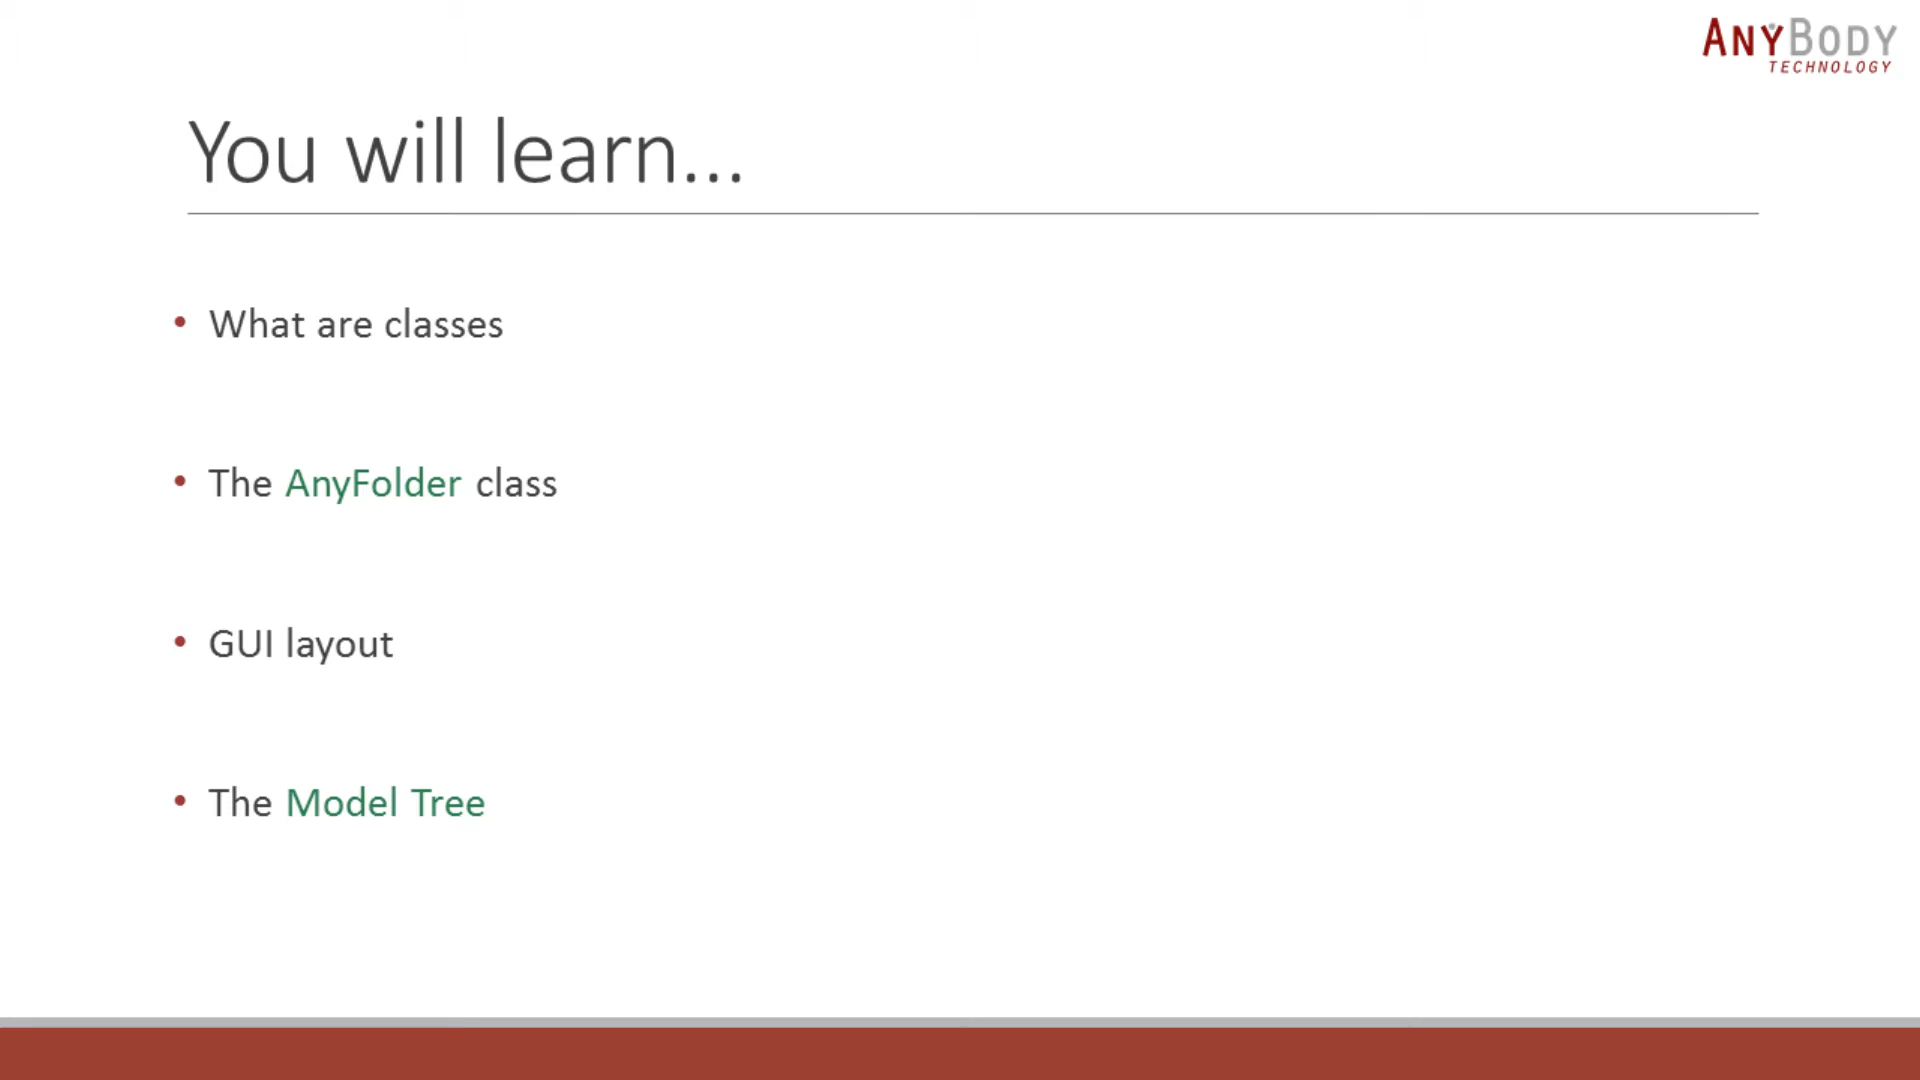 ANYBODY
TECHNOLOGY
You will learn...
• What are classes
• The AnyFolder class
• GUI layout
• The Model Tree